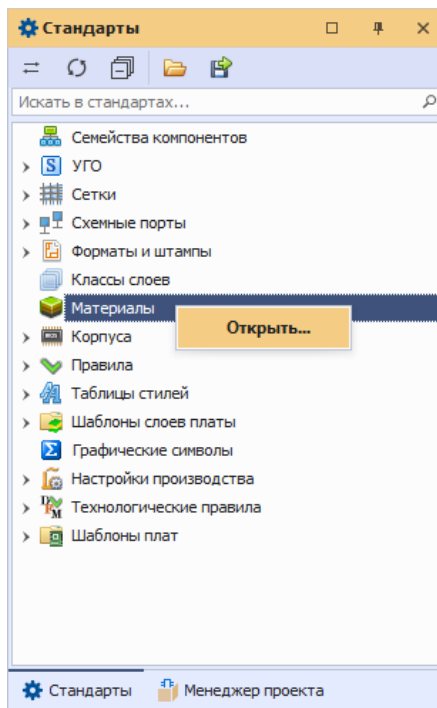 Стандарты
Искать в стандартах...
Семейства компонентов
УГО
Сетки
Схемные порты
Форматы и штампы
Классы слоев
Материалы
Открыть...
Корпуса
Правила
Таблицы стилей
Шаблоны слоев платы
Графические символы
Настройки производства
Технологические правила
Шаблоны плат
Стандарты
Менеджер проекта